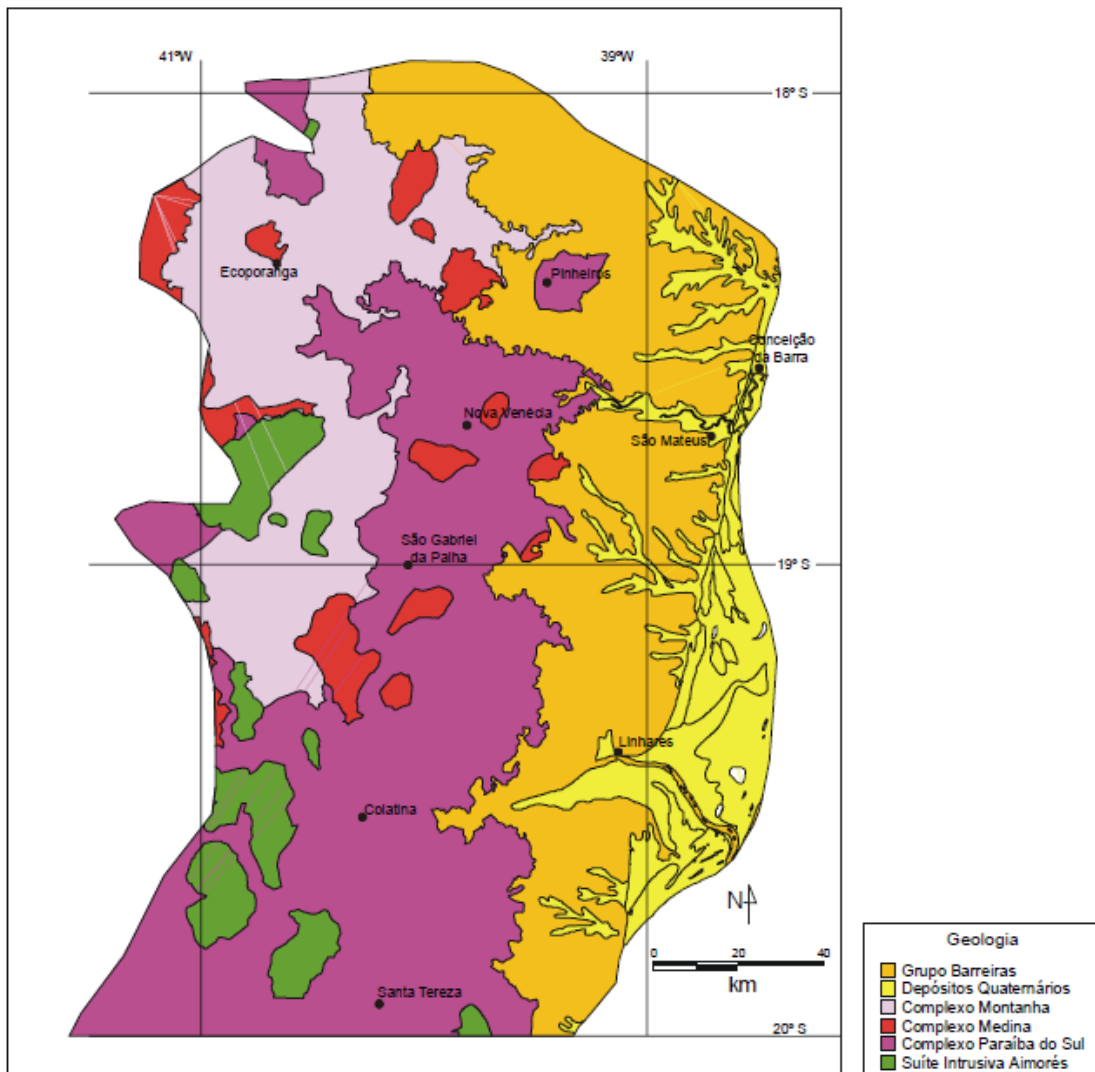 41ºW
39ºW
18º S
Ecoporanga
Pinheiros
Conceição
da Barra
Nova Venécia
São Mateus
São Gabriel
da Palha
19º S
Linhares
Colatina
N
0 20 40
km
Santa Tereza
20º S
Geologia
Grupo Barreiras
Depósitos Quaternários
Complexo Montanha
Complexo Medina
Complexo Paraíba do Sul
Suíte Intrusiva Aimorés